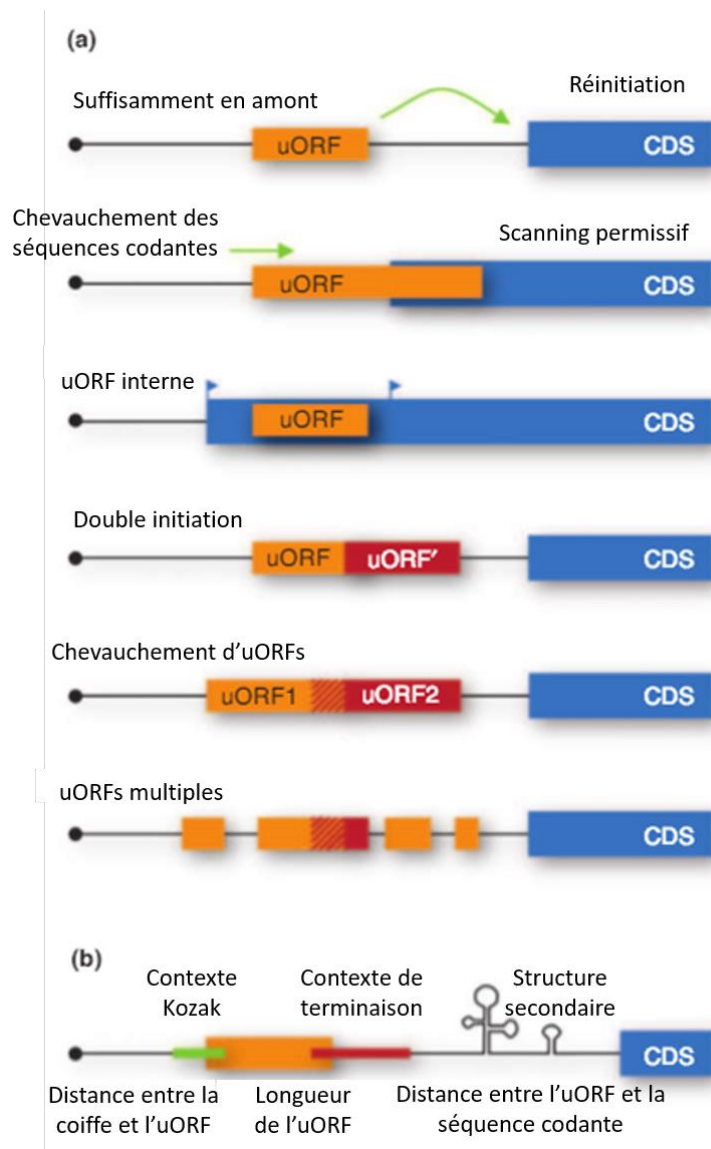 (a)
Suffisamment en amont
Réinitiation
uORF
CDS
Chevauchement des
séquences codantes
Scanning permissif
uORF
CDS
uORF interne
uORF
CDS
Double initiation
uORF
uORF'
CDS
Chevauchement d'uORFs
uORF1
uORF2
CDS
uORFs multiples
CDS
(b)
Contexte
Kozak
Contexte de
terminaison
Structure
secondaire
CDS
Distance entre la
coiffe et l'uORF
Longueur
de l'uORF
Distance entre l'uORF et la
séquence codante